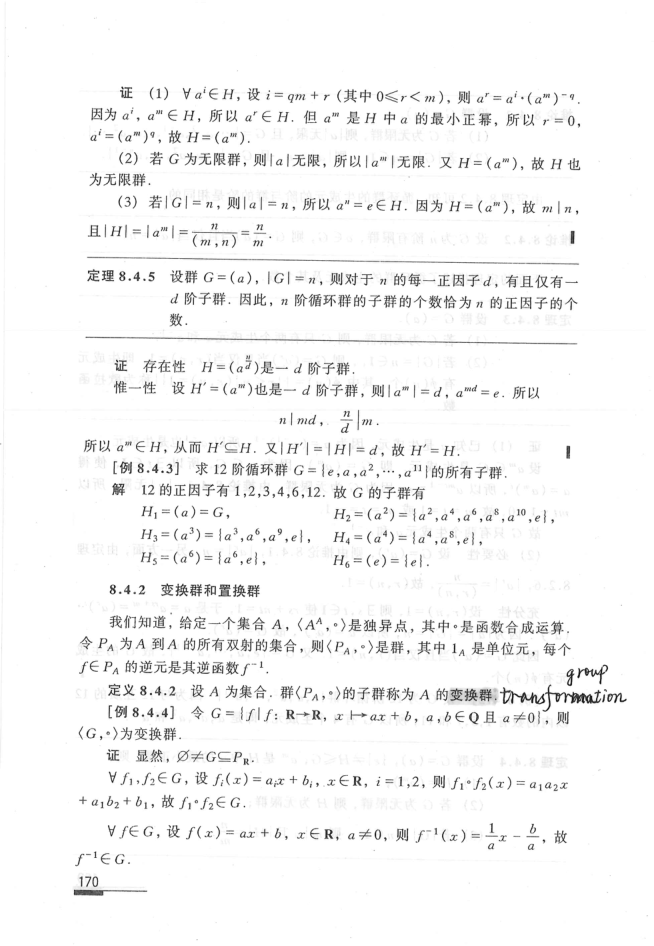 证 (1) ∀aⁱ∈H，设 i=qm+r (其中 0≤r<m)，则 aʳ=aⁱ·(aᵐ)⁻q.
因为 aⁱ，aᵐ∈H，所以 aʳ∈H. 但 aᵐ 是 H 中 a 的最小正幂，所以 r=0，
aⁱ=(aᵐ)q，故 H=(aᵐ).
(2) 若 G 为无限群，则|a|无限，所以|aᵐ|无限. 又 H=(aᵐ)，故 H 也
为无限群.
(3) 若|G|=n，则|a|=n，所以 aⁿ=e∈H. 因为 H=(aᵐ)，故 m|n，
且|H|=|aᵐ|=n/(m,n)=n/m.
定理 8.4.5 设群 G=(a)，|G|=n，则对于 n 的每一正因子 d，有且仅有一
d 阶子群. 因此，n 阶循环群的子群的个数恰为 n 的正因子的个
数.
证 存在性 H=(a^(n/d))是一 d 阶子群.
惟一性 设 H′=(aᵐ)也是一 d 阶子群，则|aᵐ|=d，aᵐᵈ=e. 所以
n|md，n/d|m.
所以 aᵐ∈H，从而 H′⊆H. 又|H′|=|H|=d，故 H′=H.
[例 8.4.3] 求 12 阶循环群 G={e,a,a²,⋯,a¹¹}的所有子群.
解 12 的正因子有 1,2,3,4,6,12. 故 G 的子群有
H₁=(a)=G, H₂=(a²)={²,a⁴,a⁶,a⁸,a¹⁰,e},
H₃=(a³)={a³,a⁶,a⁹,e}, H₄=(a⁴)={a⁴,a⁸,e},
H₅=(a⁶)={a⁶,e}, H₆=(e)={e}.
8.4.2 变换群和置换群
我们知道，给定一个集合 A，〈Aᴬ,∘〉是独异点，其中∘是函数合成运算.
令 P_A 为 A 到 A 的所有双射的集合，则〈P_A,∘〉是群，其中 1_A 是单位元，每个
f∈P_A 的逆元是其逆函数 f⁻¹.
group
定义 8.4.2 设 A 为集合. 群〈P_A,∘〉的子群称为 A 的变换群. transformation
[例 8.4.4] 令 G={f|f：R→R，x↦ax+b，a,b∈Q 且 a≠0}，则
〈G,∘〉为变换群.
证 显然，∅≠G⊆P_R.
∀f₁,f₂∈G，设 fᵢ(x)=aᵢx+bᵢ，x∈R，i=1,2，则 f₁∘f₂(x)=a₁a₂x
+a₁b₂+b₁，故 f₁∘f₂∈G.
∀f∈G，设 f(x)=ax+b，x∈R，a≠0，则 f⁻¹(x)=1/a x-b/a，故
f⁻¹∈G.
170